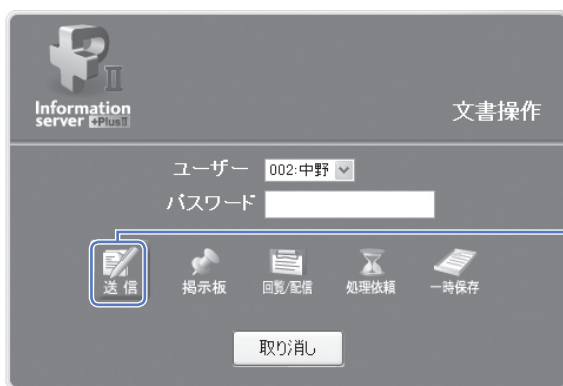 P II
Information
server +PlusII
文書操作
ユーザー 002:中野
パスワード
送信 掲示板 回覧/配信 処理依頼 一時保存
取り消し